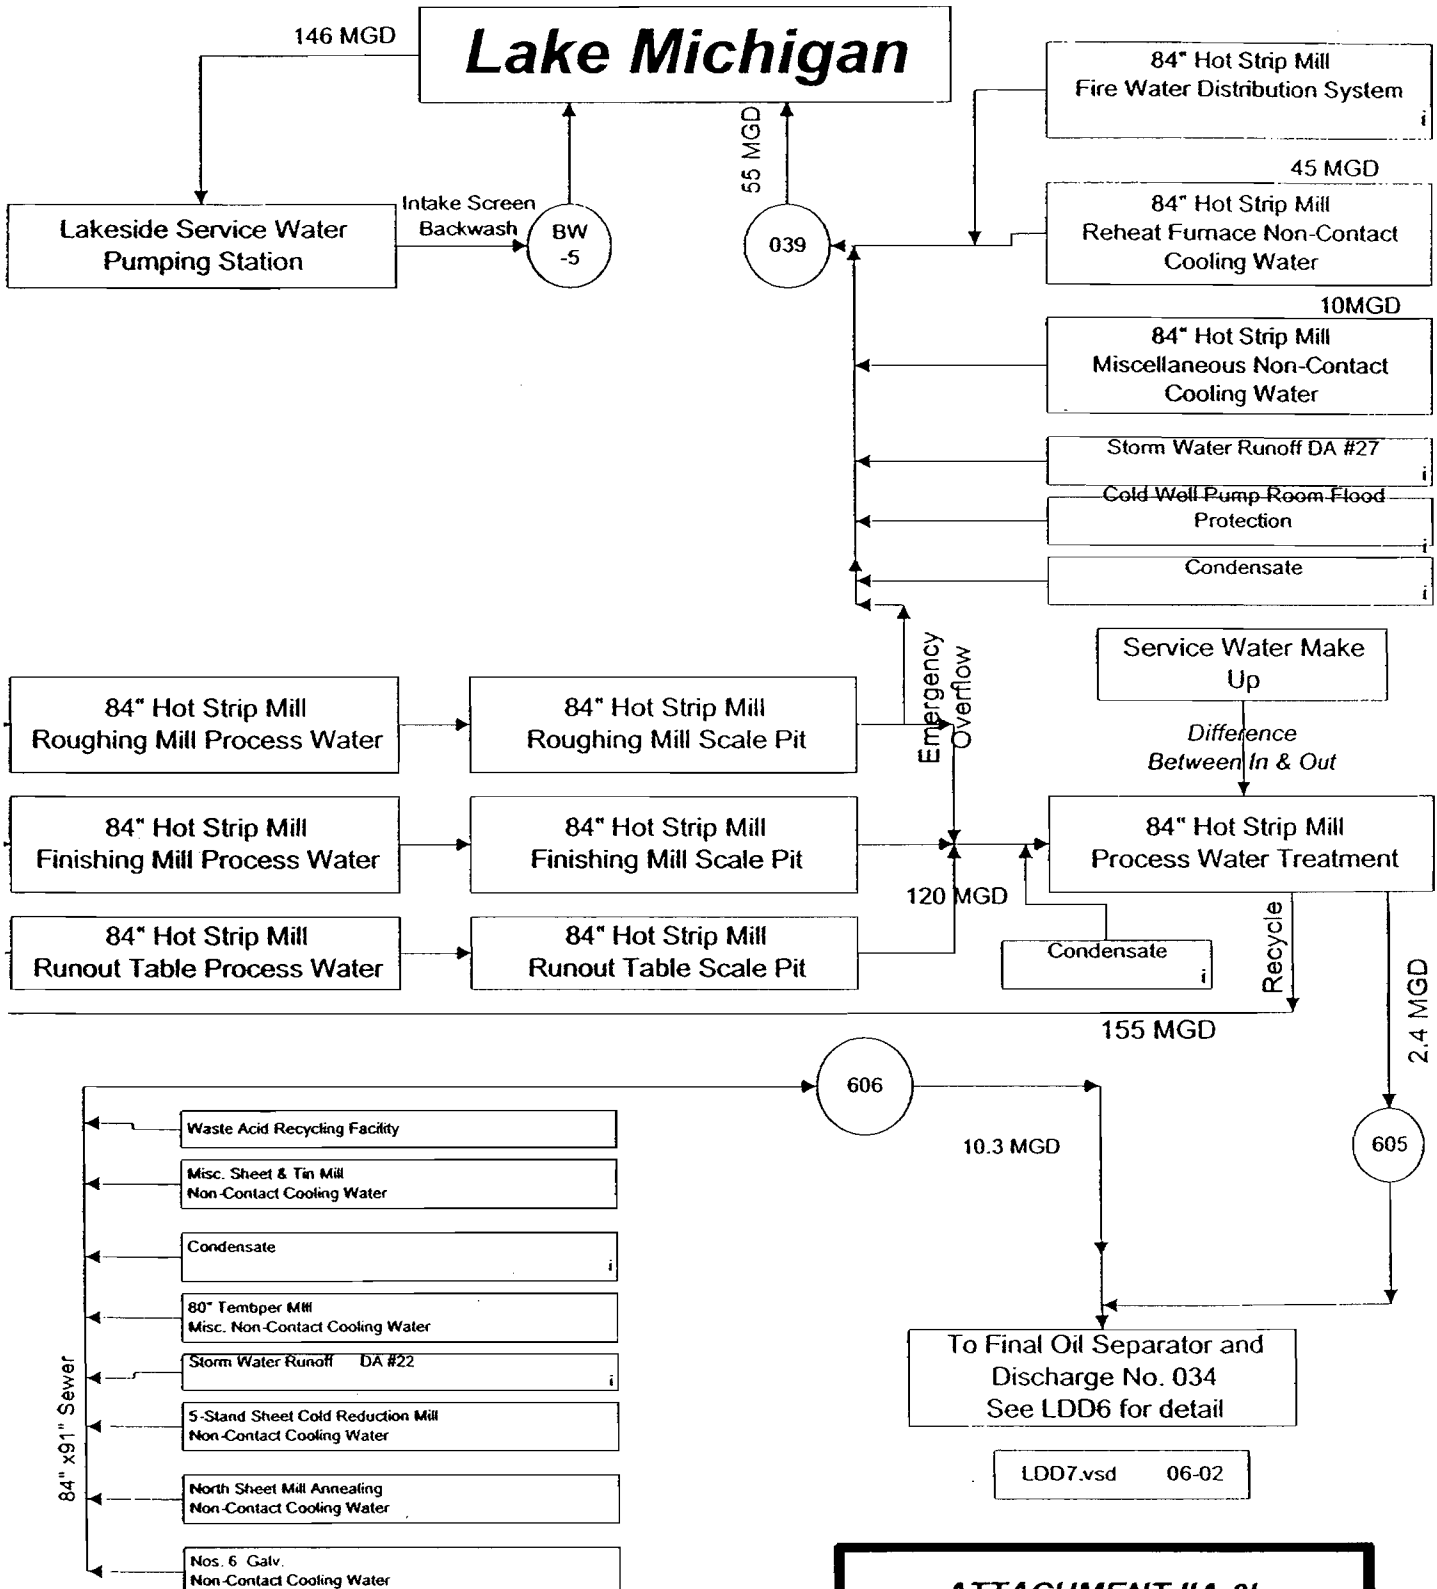 146 MGD
Lake Michigan
84" Hot Strip Mill
Fire Water Distribution System
i
55 MGD
45 MGD
Lakeside Service Water
Pumping Station
Intake Screen
Backwash
BW
-5
039
84" Hot Strip Mill
Reheat Furnace Non-Contact
Cooling Water
10MGD
84" Hot Strip Mill
Miscellaneous Non-Contact
Cooling Water
Storm Water Runoff DA #27
i
Cold Well Pump Room Flood
Protection
i
Condensate
i
Emergency
Overflow
Service Water Make
Up
Difference
Between In & Out
84" Hot Strip Mill
Roughing Mill Process Water
84" Hot Strip Mill
Roughing Mill Scale Pit
84" Hot Strip Mill
Finishing Mill Process Water
84" Hot Strip Mill
Finishing Mill Scale Pit
84" Hot Strip Mill
Process Water Treatment
120 MGD
84" Hot Strip Mill
Runout Table Process Water
84" Hot Strip Mill
Runout Table Scale Pit
Condensate
i
Recycle
155 MGD
2.4 MGD
606
10.3 MGD
605
Waste Acid Recycling Facility
Misc. Sheet & Tin Mill
Non-Contact Cooling Water
Condensate
i
80" Tembper Mill
Misc. Non-Contact Cooling Water
Storm Water Runoff DA #22
i
5-Stand Sheet Cold Reduction Mill
Non-Contact Cooling Water
North Sheet Mill Annealing
Non-Contact Cooling Water
Nos. 6 Galv.
Non-Contact Cooling Water
84" x91" Sewer
To Final Oil Separator and
Discharge No. 034
See LDD6 for detail
LDD7.vsd 06-02
ATTACHMENT